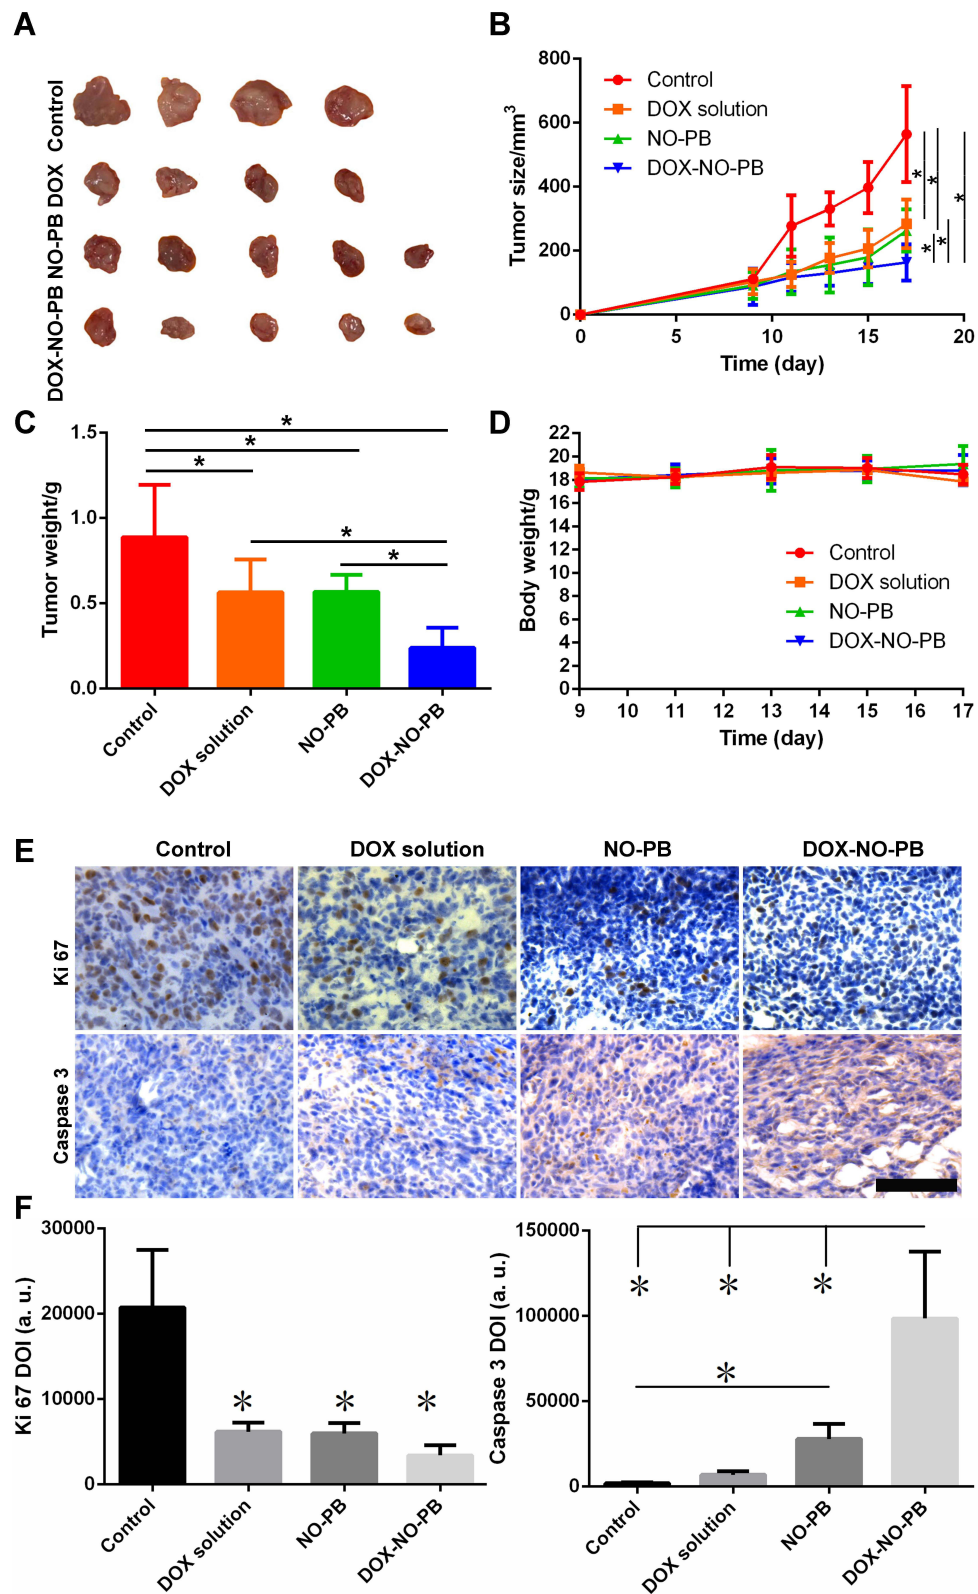 A
Control
DOX
NO-PB
DOX-NO-PB
B
Tumor size/mm3
800
600
400
200
0
0 5 10 15 20
Time (day)
Control
DOX solution
NO-PB
DOX-NO-PB
* * * * *
C
Tumor weight/g
1.5
1.0
0.5
0.0
*
*
*
*
*
Control
DOX solution
NO-PB
DOX-NO-PB
D
Body weight/g
22
20
18
16
14
12
10
8
6
4
2
0
9 10 11 12 13 14 15 16 17
Time (day)
Control
DOX solution
NO-PB
DOX-NO-PB
E
Control DOX solution NO-PB DOX-NO-PB
Ki 67
Caspase 3
F
Ki 67 DOI (a. u.)
30000
20000
10000
0
* * *
Control
DOX solution
NO-PB
DOX-NO-PB
Caspase 3 DOI (a. u.)
150000
100000
50000
0
* * *
*
Control
DOX solution
NO-PB
DOX-NO-PB